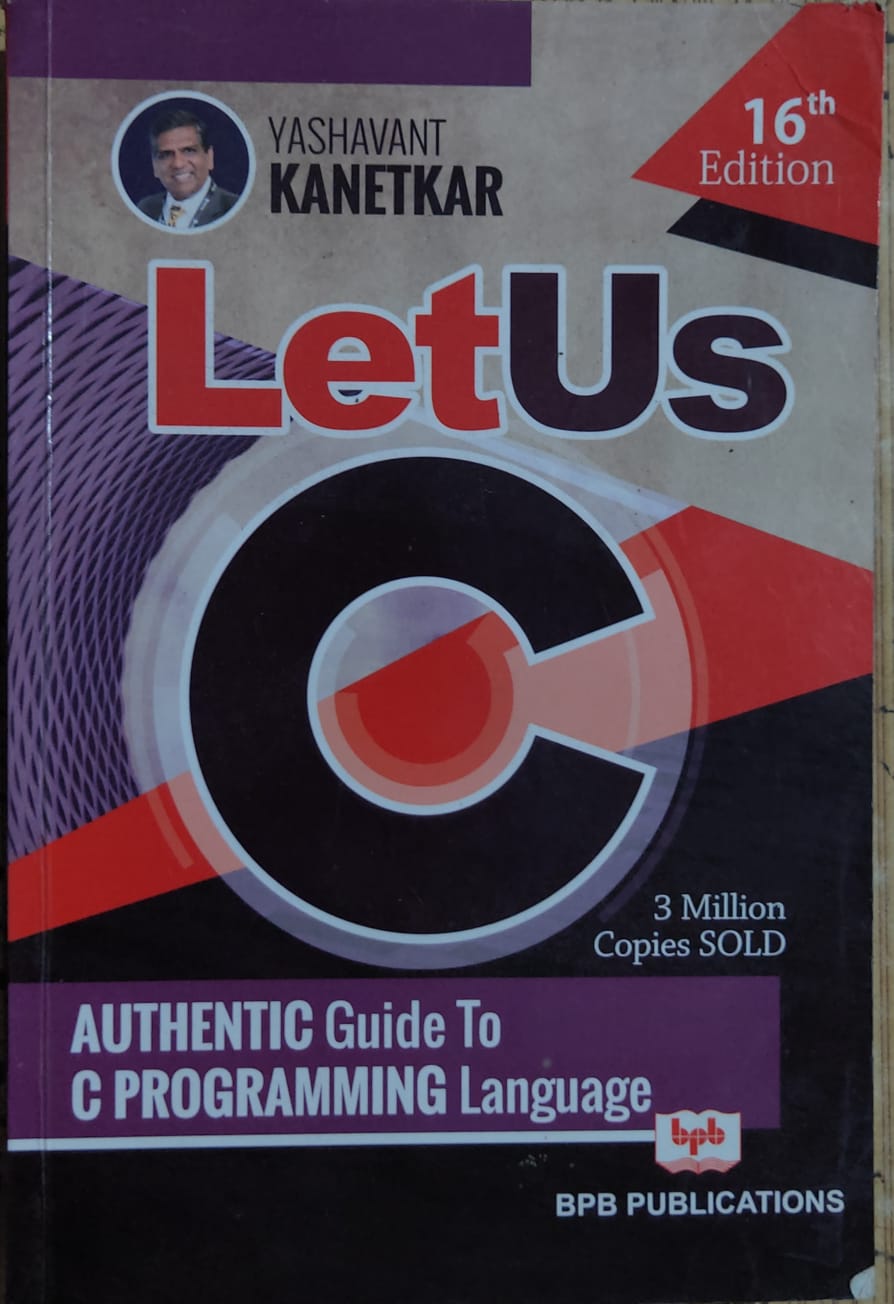 YASHAVANT
KANETKAR
16th
Edition
LetUs
C
3 Million
Copies SOLD
AUTHENTIC Guide To
C PROGRAMMING Language
bpb
BPB PUBLICATIONS